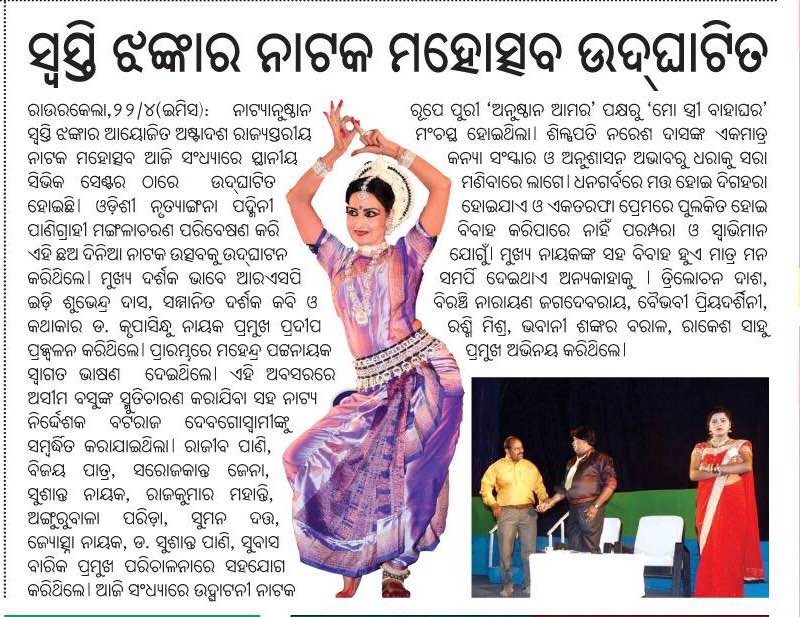 ସ୍ୱସ୍ତି ଝଙ୍କାର ନାଟକ ମହୋତ୍ସବ ଉଦ୍‌ଘାଟିତ
ରାଉରକେଲା,୨୨/୪(ଇମିସ): ନାଟ୍ୟାନୁଷ୍ଠାନ
ସ୍ୱସ୍ତି ଝଙ୍କାର ଆୟୋଜିତ ଅଷ୍ଟାଦଶ ରାଜ୍ୟସ୍ତରୀୟ
ନାଟକ ମହୋତ୍ସବ ଆଜି ସଂଧ୍ୟାରେ ସ୍ଥାନୀୟ
ସିଭିକ ସେଣ୍ଟର ଠାରେ ଉଦ୍‌ଘାଟିତ
ହୋଇଛି। ଓଡ଼ିଶୀ ନୃତ୍ୟାଙ୍ଗନା ପଦ୍ମିନୀ
ପାଣିଗ୍ରାହୀ ମଙ୍ଗଳାଚରଣ ପରିବେଷଣ କରି
ଏହି ଛଅ ଦିନିଆ ନାଟକ ଉତ୍ସବକୁ ଉଦ୍‌ଘାଟନ
କରିଥିଲେ। ମୁଖ୍ୟ ଦର୍ଶକ ଭାବେ ଆରଏସପି
ଇଡ଼ି ଶୁଭେନ୍ଦୁ ଦାସ, ସମ୍ମାନିତ ଦର୍ଶକ କବି ଓ
କଥାକାର ଡ. କୃପାସିନ୍ଧୁ ନାୟକ ପ୍ରମୁଖ ପ୍ରଦୀପ
ପ୍ରଜ୍ଜ୍ୱଳନ କରିଥିଲେ। ପ୍ରାରମ୍ଭରେ ମହେନ୍ଦ୍ର ପଟ୍ଟନାୟକ
ସ୍ୱାଗତ ଭାଷଣ ଦେଇଥିଲେ। ଏହି ଅବସରରେ
ଅସୀମ ବସୁଙ୍କ ସ୍ମୃତିଚାରଣ କରାଯିବା ସହ ନାଟ୍ୟ
ନିର୍ଦ୍ଦେଶକ ବଟରାଜ ଦେବଗୋସ୍ୱାମୀଙ୍କୁ
ସମ୍ବର୍ଦ୍ଧିତ କରାଯାଇଥିଲା। ରାଜୀବ ପାଣି,
ବିଜୟ ପାତ୍ର, ସରୋଜକାନ୍ତ ଜେନା,
ସୁଶାନ୍ତ ନାୟକ, ରାଜକୁମାର ମହାନ୍ତି,
ଅଙ୍ଗୁରୁବାଳା ପରିଡ଼ା, ସୁମନ ଦତ୍ତ,
ଜ୍ୟୋତ୍ସ୍ନା ନାୟକ, ଡ. ସୁଶାନ୍ତ ପାଣି, ସୁବାସ
ବାରିକ ପ୍ରମୁଖ ପରିଚାଳନାରେ ସହଯୋଗ
କରିଥିଲେ। ଆଜି ସଂଧ୍ୟାରେ ଉଦ୍ଘାଟନୀ ନାଟକ
ରୂପେ ପୁରୀ ‘ଅନୁଷ୍ଠାନ ଆମର’ ପକ୍ଷରୁ ‘ମୋ ସ୍ତ୍ରୀ ବାହାଘର’
ମଂଚସ୍ଥ ହୋଇଥିଲା। ଶିଳ୍ପପତି ନରେଶ ଦାସଙ୍କ ଏକମାତ୍ର
କନ୍ୟା ସଂସ୍କାର ଓ ଅନୁଶାସନ ଅଭାବରୁ ଧରାକୁ ସରା
ମଣିବାରେ ଲାଗେ। ଧନଗର୍ବରେ ମତ୍ତ ହୋଇ ଦିଗହରା
ହୋଇଯାଏ ଓ ଏକତରଫା ପ୍ରେମରେ ପୁଲକିତ ହୋଇ
ବିବାହ କରିପାରେ ନାହିଁ ପରମ୍ପରା ଓ ସ୍ୱାଭିମାନ
ଯୋଗୁଁ। ମୁଖ୍ୟ ନାୟକଙ୍କ ସହ ବିବାହ ହୁଏ ମାତ୍ର ମନ
ସମର୍ପି ଦେଇଥାଏ ଅନ୍ୟକାହାକୁ । ତ୍ରିଲୋଚନ ଦାଶ,
ବିରଞ୍ଚି ନାରାୟଣ ଜଗଦେବରାୟ, ବୈଭବୀ ପ୍ରିୟଦର୍ଶିନୀ,
ରଶ୍ମି ମିଶ୍ର, ଭବାନୀ ଶଙ୍କର ବରାଳ, ରାକେଶ ସାହୁ
ପ୍ରମୁଖ ଅଭିନୟ କରିଥିଲେ।